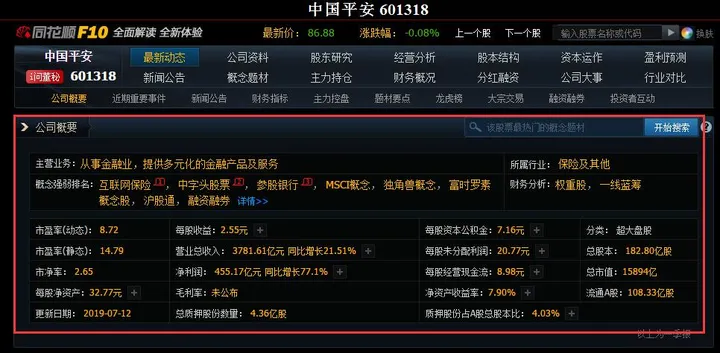 中国平安 601318
同花顺F10 全面解读 全新体验 最新价：86.88 涨跌幅：-0.08% 上一个股 下一个股 输入股票名称或代码 换肤
中国平安 最新动态 公司资料 股东研究 经营分析 股本结构 资本运作 盈利预测
问董秘 601318 新闻公告 概念题材 主力持仓 财务概况 分红融资 公司大事 行业对比
公司概要 近期重要事件 新闻公告 财务指标 主力控盘 题材要点 龙虎榜 大宗交易 融资融券 投资者互动
公司概要 该股票最热门的概念题材 开始搜索 ?
主营业务：从事金融业，提供多元化的金融产品及服务 所属行业：保险及其他
概念强弱排名：互联网保险 1，中字头股票 2，参股银行 3，MSCI概念，独角兽概念，富时罗素 财务分析：权重股，一线蓝筹
概念股，沪股通，融资融券 详情>>
市盈率(动态)：8.72 每股收益：2.55元 + 每股资本公积金：7.16元 + 分类：超大盘股
市盈率(静态)：14.79 营业总收入：3781.61亿元 同比增长21.51% + 每股未分配利润：20.77元 + 总股本：182.80亿股
市净率：2.65 净利润：455.17亿元 同比增长77.1% + 每股经营现金流：8.98元 + 总市值：15894亿
每股净资产：32.77元 + 毛利率：未公布 净资产收益率：7.90% + 流通A股：108.33亿股
更新日期：2019-07-12 总质押股份数量：4.36亿股 质押股份占A股总股本比：4.03% +
以上为一季报